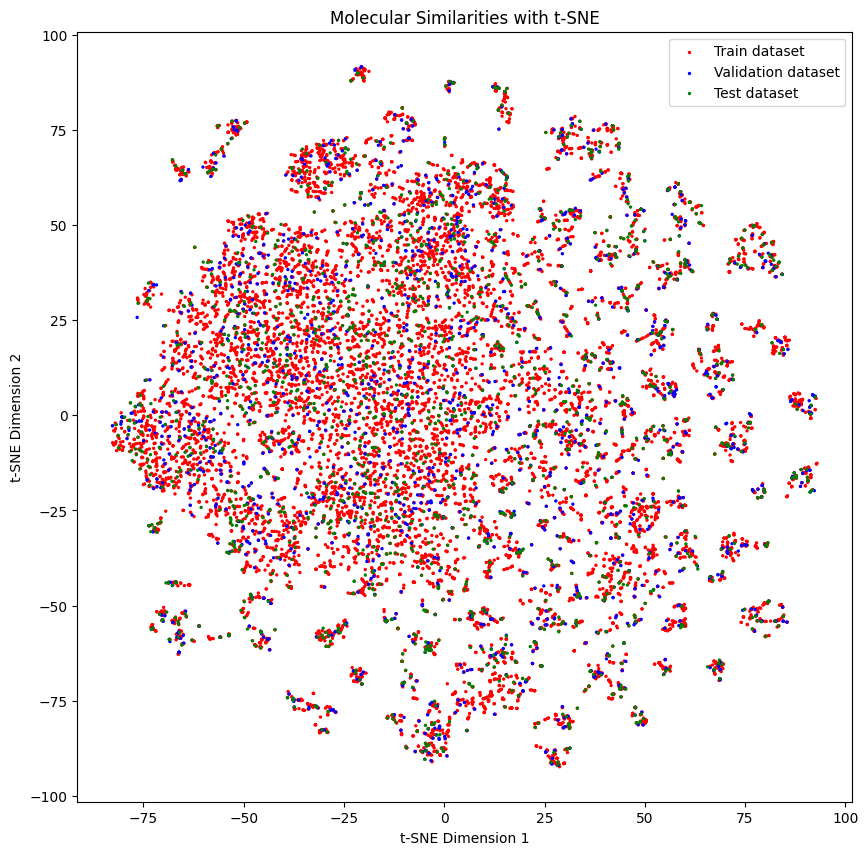 Molecular Similarities with t-SNE
Train dataset
Validation dataset
Test dataset
100
75
50
25
0
−25
−50
−75
−100
t-SNE Dimension 2
−75
−50
−25
0
25
50
75
100
t-SNE Dimension 1